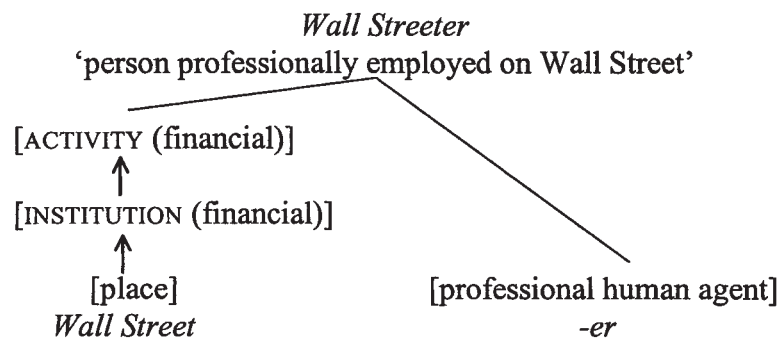 Wall Streeter
‘person professionally employed on Wall Street’
[ACTIVITY (financial)]
[INSTITUTION (financial)]
[place] [professional human agent]
Wall Street -er